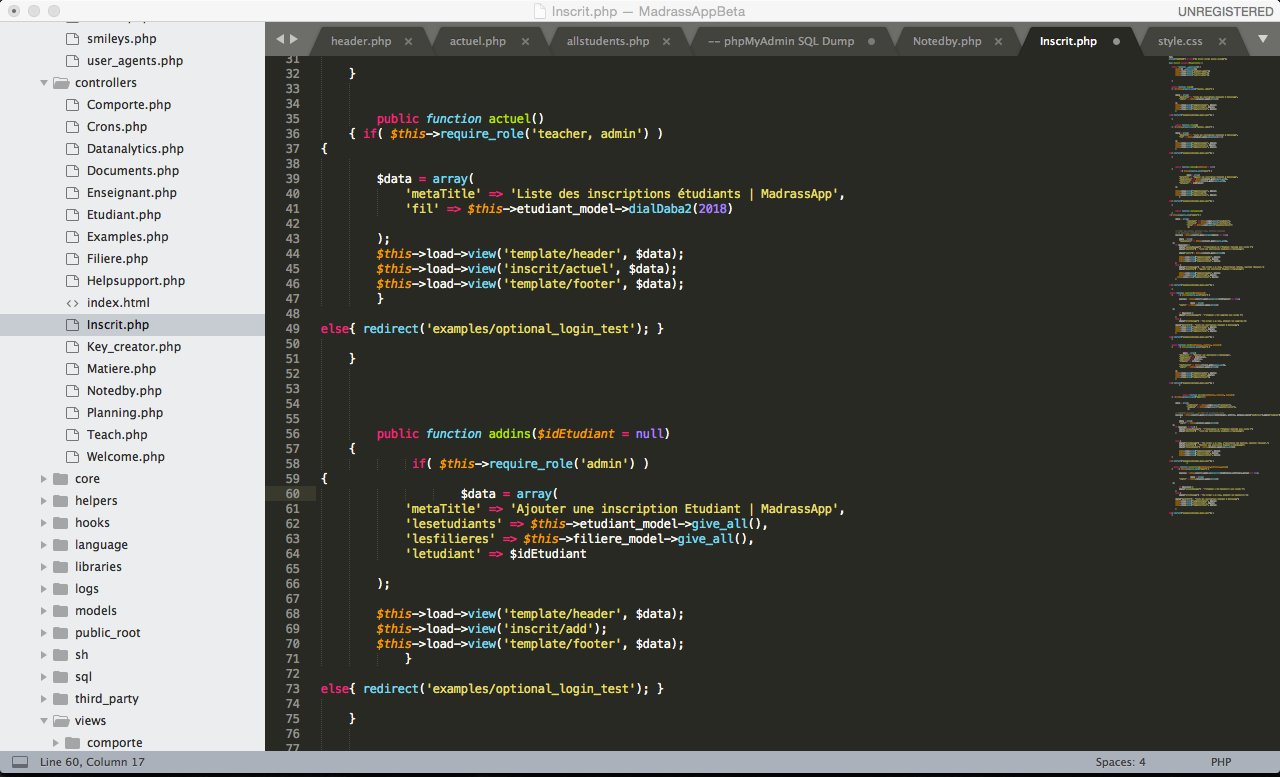 Inscrit.php — MadrassAppBeta
UNREGISTERED
smileys.php
user_agents.php
controllers
Comporte.php
Crons.php
Datanalytics.php
Documents.php
Enseignant.php
Etudiant.php
Examples.php
Filiere.php
Helpsupport.php
<> index.html
Inscrit.php
Key_creator.php
Matiere.php
Notedby.php
Planning.php
Teach.php
Welcome.php
core
helpers
hooks
language
libraries
logs
models
public_root
sh
sql
third_party
views
comporte
header.php ×
actuel.php ×
allstudents.php ×
-- phpMyAdmin SQL Dump
Notedby.php ×
Inscrit.php
style.css ×
31
32 }
33
34
35 public function actuel()
36 { if( $this->require_role('teacher, admin') )
37 {
38
39 $data = array(
40 'metaTitle' => 'Liste des inscriptions étudiants | MadrassApp',
41 'fil' => $this->etudiant_model->dialDaba2(2018)
42
43 );
44 $this->load->view('template/header', $data);
45 $this->load->view('inscrit/actuel', $data);
46 $this->load->view('template/footer', $data);
47 }
48
49 else{ redirect('examples/optional_login_test'); }
50
51 }
52
53
54
55
56 public function addins($idEtudiant = null)
57 {
58 if( $this->require_role('admin') )
59 {
60 $data = array(
61 'metaTitle' => 'Ajouter une inscription Etudiant | MadrassApp',
62 'lesetudiants' => $this->etudiant_model->give_all(),
63 'lesfilieres' => $this->filiere_model->give_all(),
64 'letudiant' => $idEtudiant
65
66 );
67
68 $this->load->view('template/header', $data);
69 $this->load->view('inscrit/add');
70 $this->load->view('template/footer', $data);
71 }
72
73 else{ redirect('examples/optional_login_test'); }
74
75 }
76
77
Line 60, Column 17
Spaces: 4
PHP